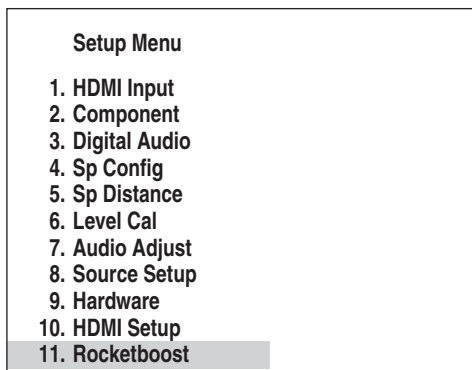 Setup Menu
1. HDMI Input
2. Component
3. Digital Audio
4. Sp Config
5. Sp Distance
6. Level Cal
7. Audio Adjust
8. Source Setup
9. Hardware
10. HDMI Setup
11. Rocketboost